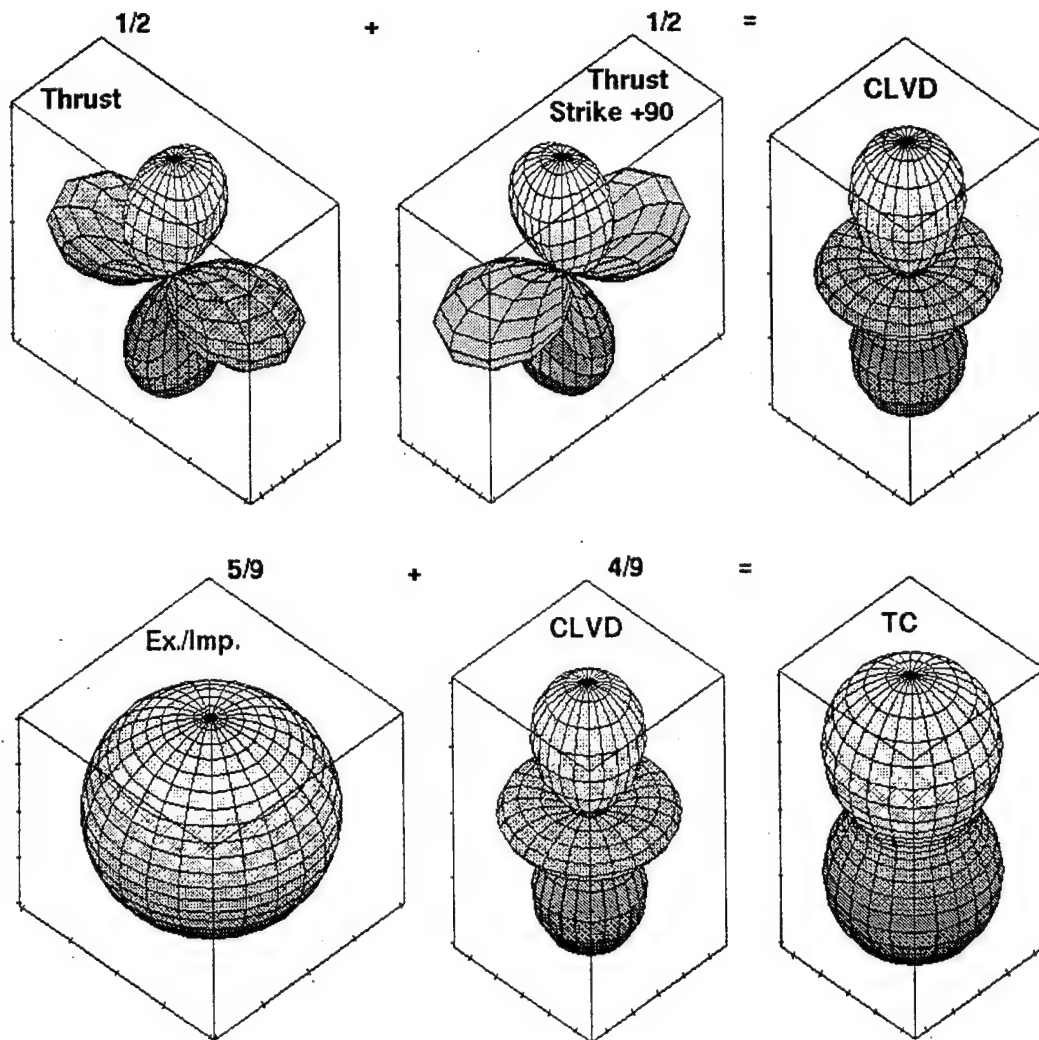 1/2 + 1/2 =
Thrust
Thrust
Strike +90
CLVD
5/9 + 4/9 =
Ex./Imp.
CLVD
TC